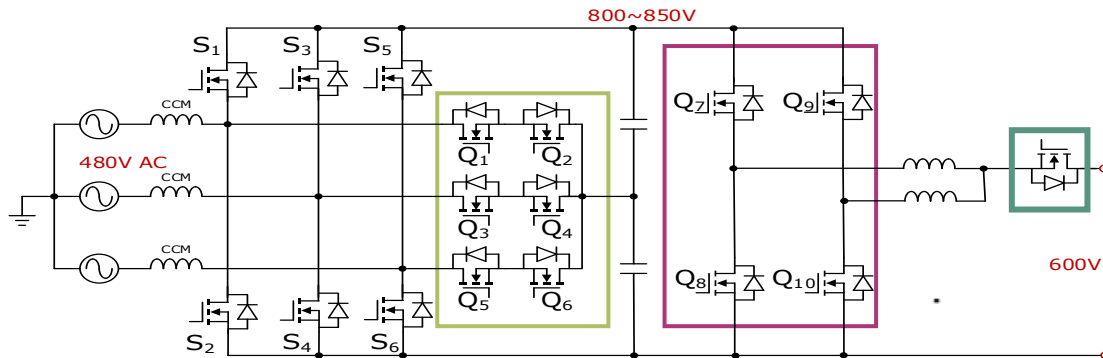 800~850V
S1
S3
S5
CCM
480V AC
CCM
CCM
Q1
Q2
Q3
Q4
Q5
Q6
S2
S4
S6
Q7
Q9
Q8
Q10
600V